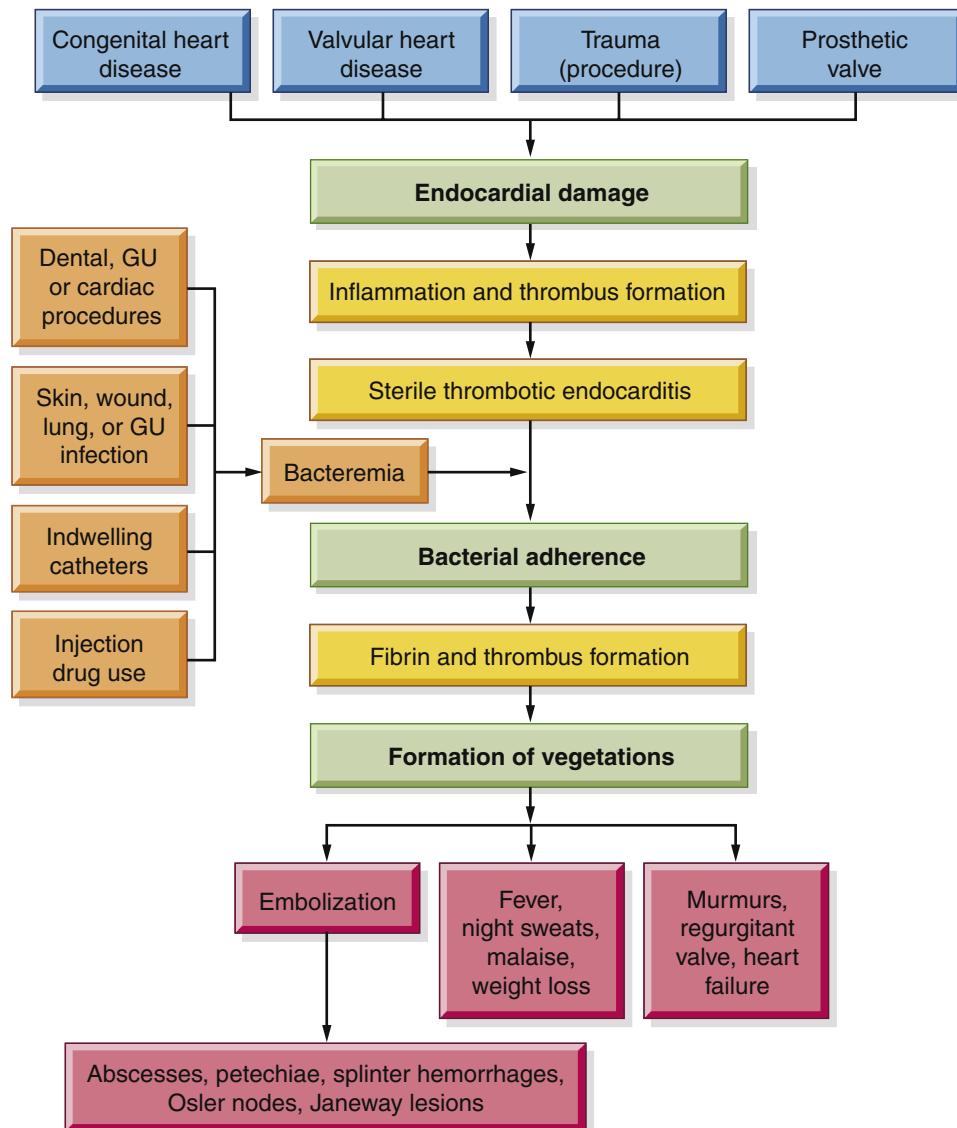 Congenital heart
disease
Valvular heart
disease
Trauma
(procedure)
Prosthetic
valve
Endocardial damage
Inflammation and thrombus formation
Sterile thrombotic endocarditis
Dental, GU
or cardiac
procedures
Skin, wound,
lung, or GU
infection
Indwelling
catheters
Injection
drug use
Bacteremia
Bacterial adherence
Fibrin and thrombus formation
Formation of vegetations
Embolization
Fever,
night sweats,
malaise,
weight loss
Murmurs,
regurgitant
valve, heart
failure
Abscesses, petechiae, splinter hemorrhages,
Osler nodes, Janeway lesions